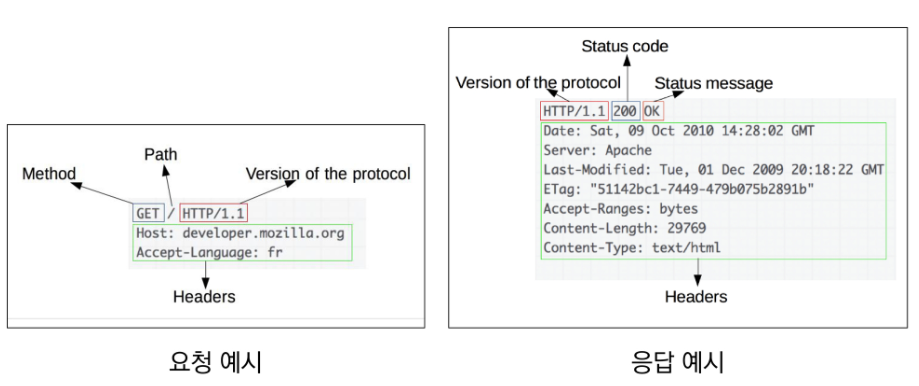 Path
Method
Version of the protocol
GET / HTTP/1.1
Host: developer.mozilla.org
Accept-Language: fr
Headers
요청 예시
Status code
Version of the protocol
Status message
HTTP/1.1 200 OK
Date: Sat, 09 Oct 2010 14:28:02 GMT
Server: Apache
Last-Modified: Tue, 01 Dec 2009 20:18:22 GMT
ETag: "51142bc1-7449-479b075b2891b"
Accept-Ranges: bytes
Content-Length: 29769
Content-Type: text/html
Headers
응답 예시